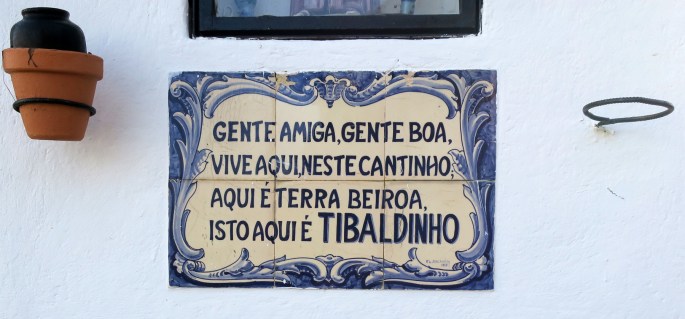 GENTE AMIGA, GENTE BOA,
VIVE AQUI, NESTE CANTINHO;
AQUI É TERRA BEIROA,
ISTO AQUI É TIBALDINHO